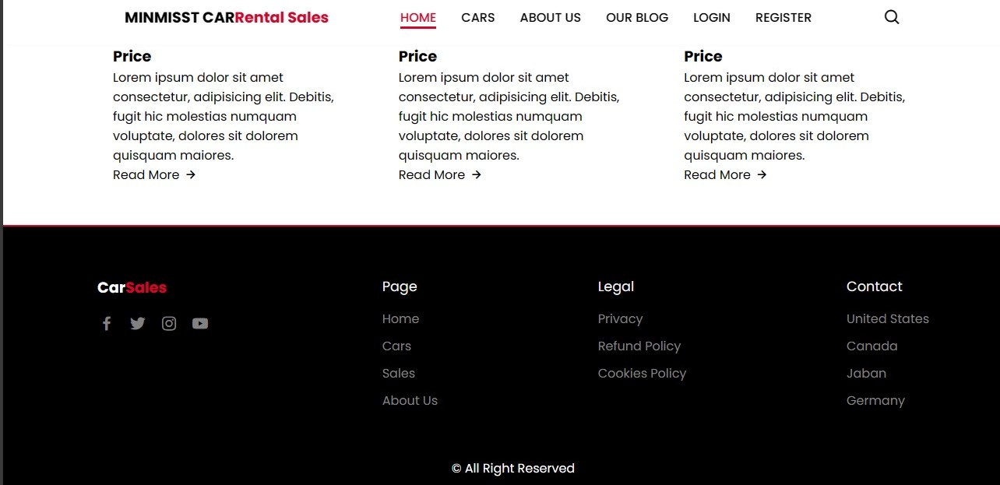 MINMISST CARRental Sales
HOME
CARS
ABOUT US
OUR BLOG
LOGIN
REGISTER
Price
Lorem ipsum dolor sit amet
consectetur, adipisicing elit. Debitis,
fugit hic molestias numquam
voluptate, dolores sit dolorem
quisquam maiores.
Read More →
Price
Lorem ipsum dolor sit amet
consectetur, adipisicing elit. Debitis,
fugit hic molestias numquam
voluptate, dolores sit dolorem
quisquam maiores.
Read More →
Price
Lorem ipsum dolor sit amet
consectetur, adipisicing elit. Debitis,
fugit hic molestias numquam
voluptate, dolores sit dolorem
quisquam maiores.
Read More →
CarSales
Page
Home
Cars
Sales
About Us
Legal
Privacy
Refund Policy
Cookies Policy
Contact
United States
Canada
Jaban
Germany
© All Right Reserved